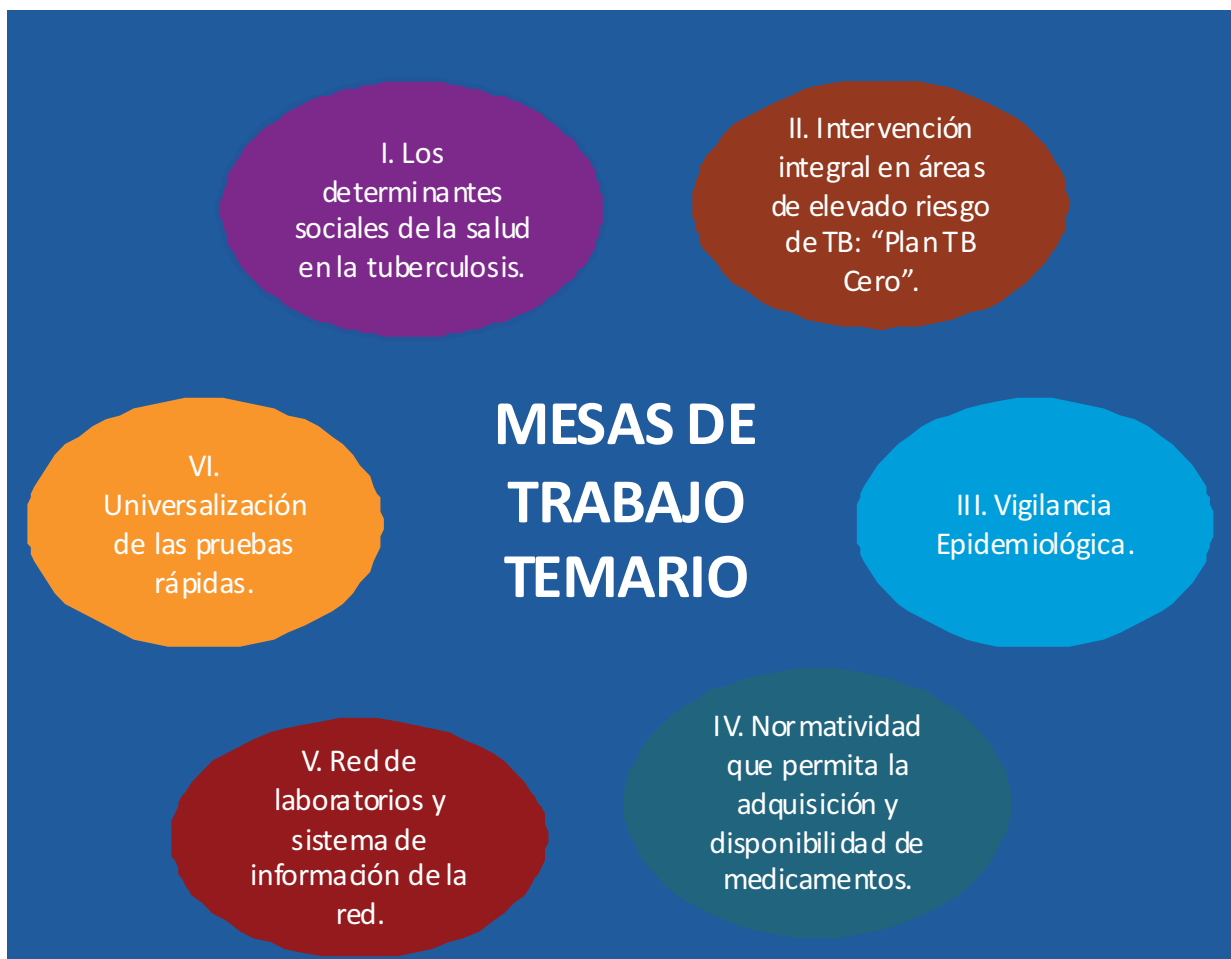 I. Los
determinantes
sociales de la salud
en la tuberculosis.
II. Intervención
integral en áreas
de elevado riesgo
de TB: “Plan TB
Cero”.
MESAS DE
TRABAJO
TEMARIO
III. Vigilancia
Epidemiológica.
IV. Normatividad
que permita la
adquisición y
disponibilidad de
medicamentos.
V. Red de
laboratorios y
sistema de
información de la
red.
VI.
Universalización
de las pruebas
rápidas.